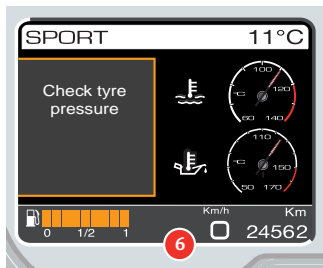 SPORT 11°C
Check tyre
pressure
100
°C 120
60 140
110
°C 150
50 170
0 1/2 1
Km/h Km
0 24562
6